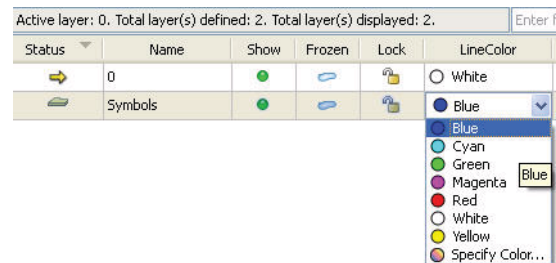 Active layer: 0. Total layer(s) defined: 2. Total layer(s) displayed: 2.
Enter
Status Name Show Frozen Lock LineColor
0 White
Symbols Blue
Blue
Cyan
Green
Magenta Blue
Red
White
Yellow
Specify Color...